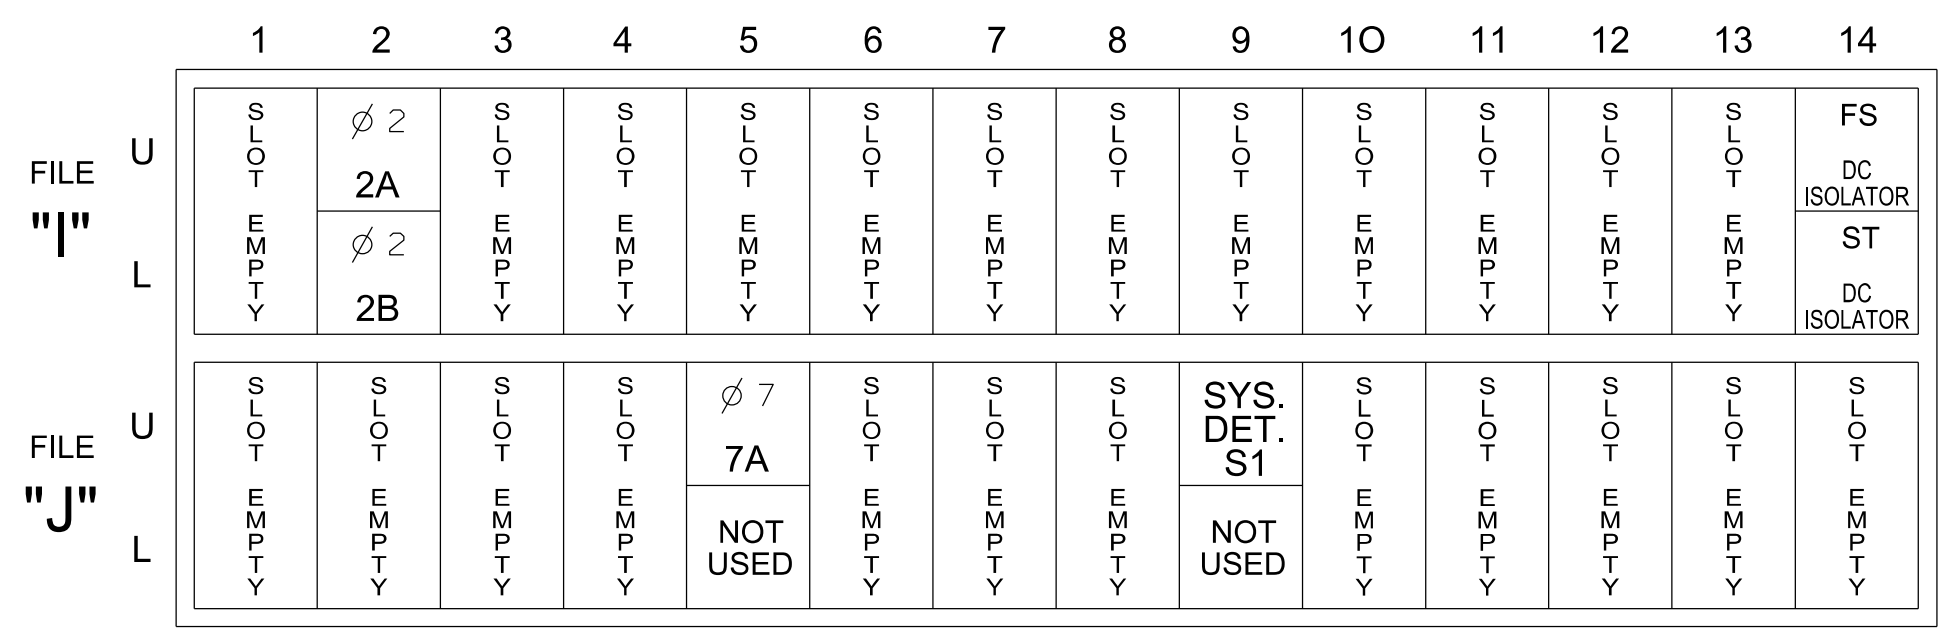 1 2 3 4 5 6 7 8 9 10 11 12 13 14
FILE
"I"
U
L
SLOT EMPTY
Ø 2
2A
Ø 2
2B
SLOT EMPTY
SLOT EMPTY
SLOT EMPTY
SLOT EMPTY
SLOT EMPTY
SLOT EMPTY
SLOT EMPTY
SLOT EMPTY
SLOT EMPTY
SLOT EMPTY
SLOT EMPTY
FS
DC
ISOLATOR
ST
DC
ISOLATOR
FILE
"J"
U
L
SLOT EMPTY
SLOT EMPTY
SLOT EMPTY
SLOT EMPTY
Ø 7
7A
NOT
USED
SLOT EMPTY
SLOT EMPTY
SLOT EMPTY
SYS.
DET.
S1
NOT
USED
SLOT EMPTY
SLOT EMPTY
SLOT EMPTY
SLOT EMPTY
SLOT EMPTY